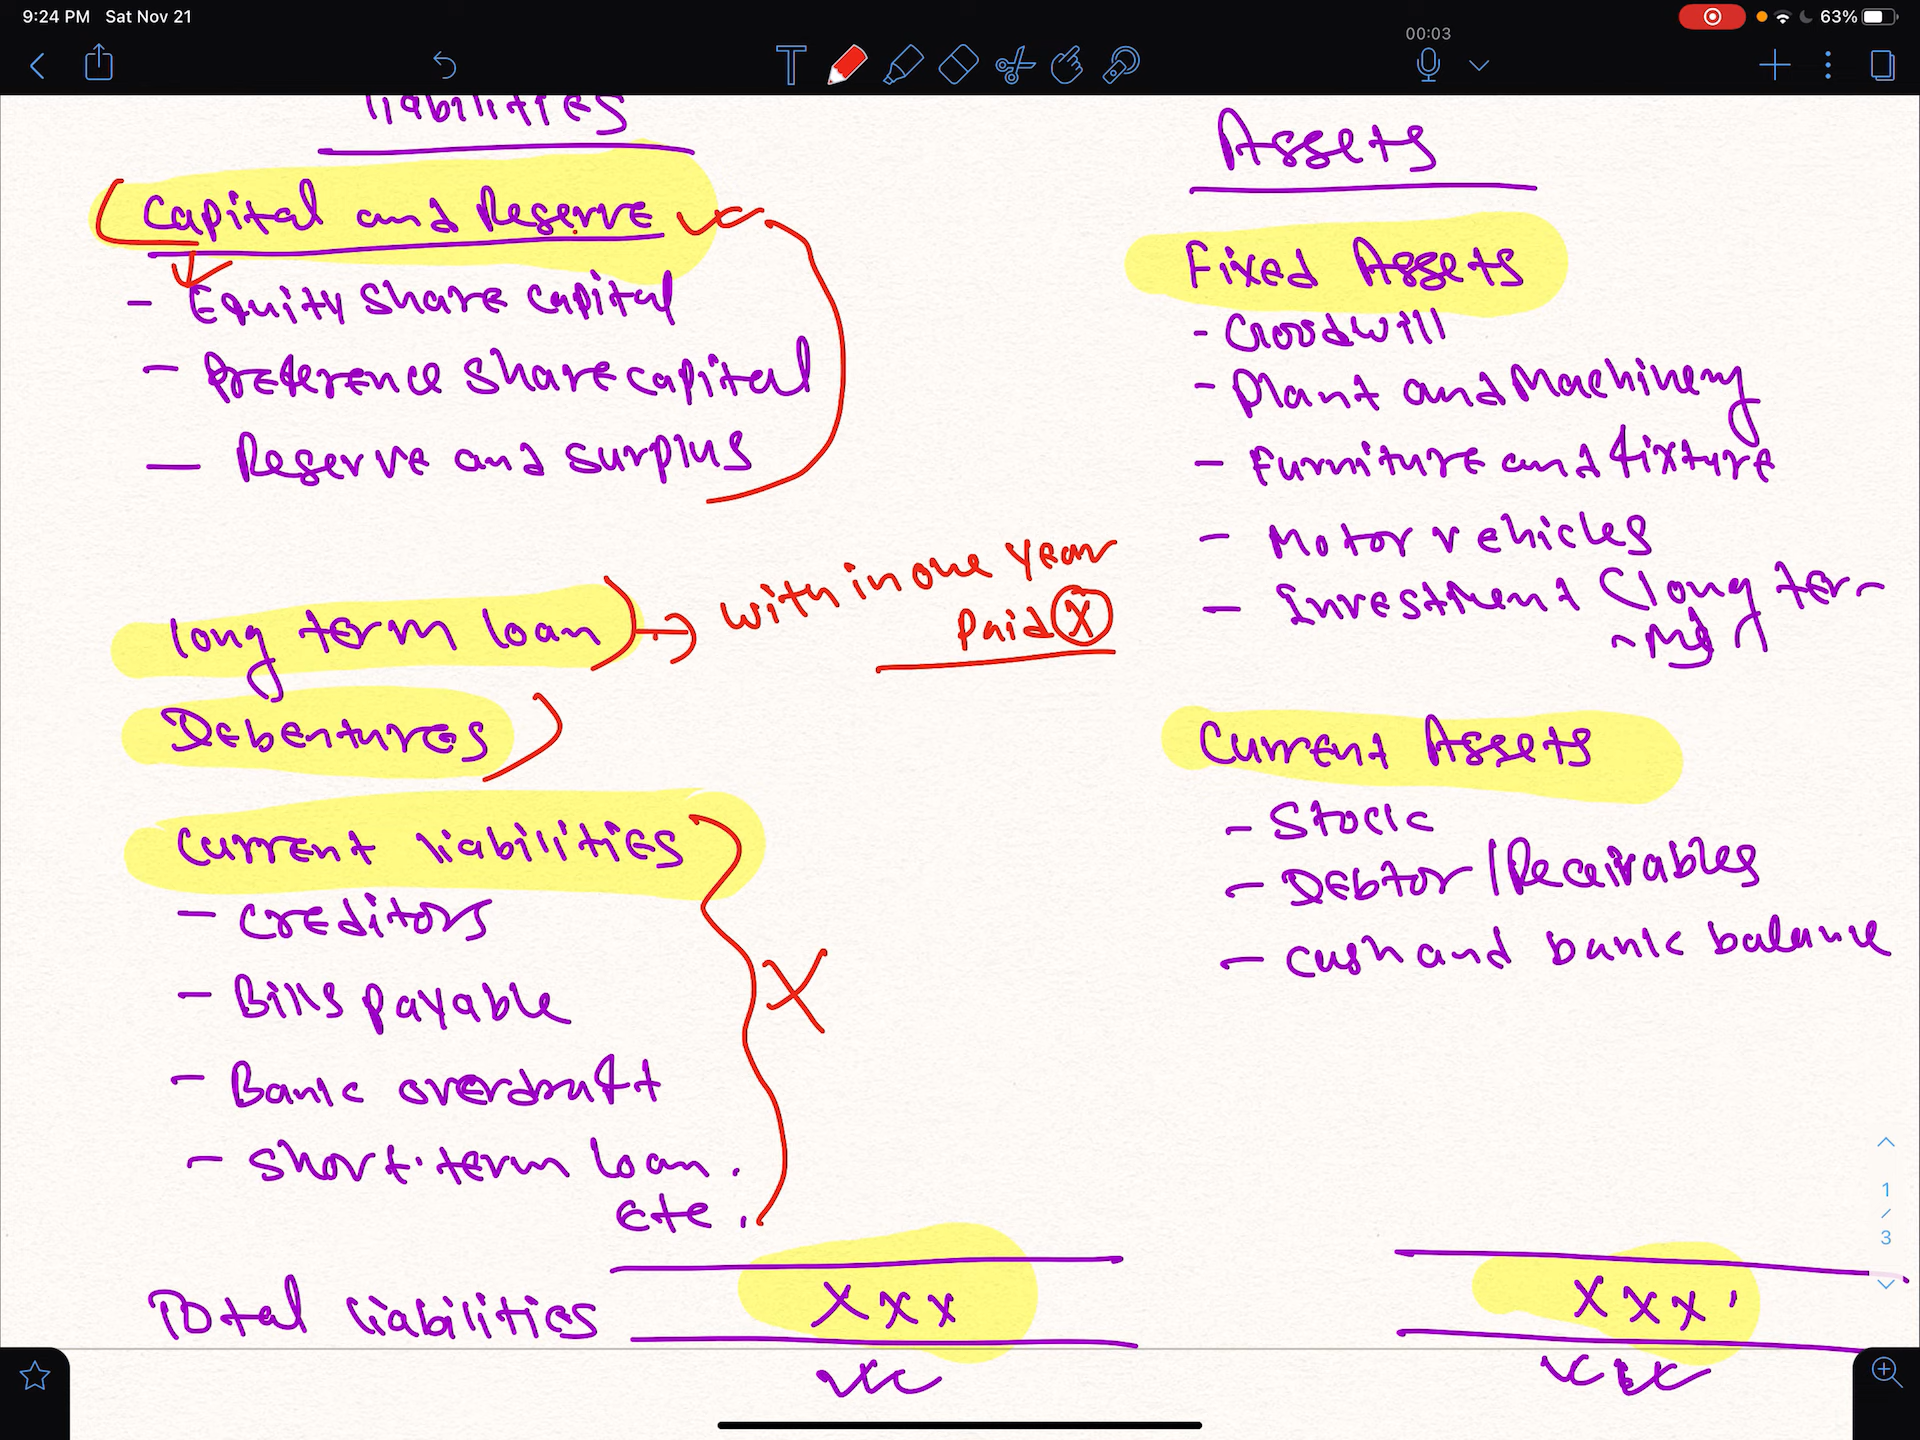 9:24 PM Sat Nov 21
63%
00:03
liabilities
Capital and Reserve
- Equity share capital
- Preference share capital
- Reserve and surplus
long term loan
with in one year
paid X
Debentures
Current liabilities
- creditors
- Bills payable
- Bank overdraft
- short-term loan.
etc.
Total liabilities
xxx
Assets
Fixed Assets
- Goodwill
- Plant and Machinery
- Furniture and fixture
- Motor vehicles
- Investment (long ter-
Current Assets
- Stock
- Debtor/Receivables
- cash and bank balance
xxx
1
/
3